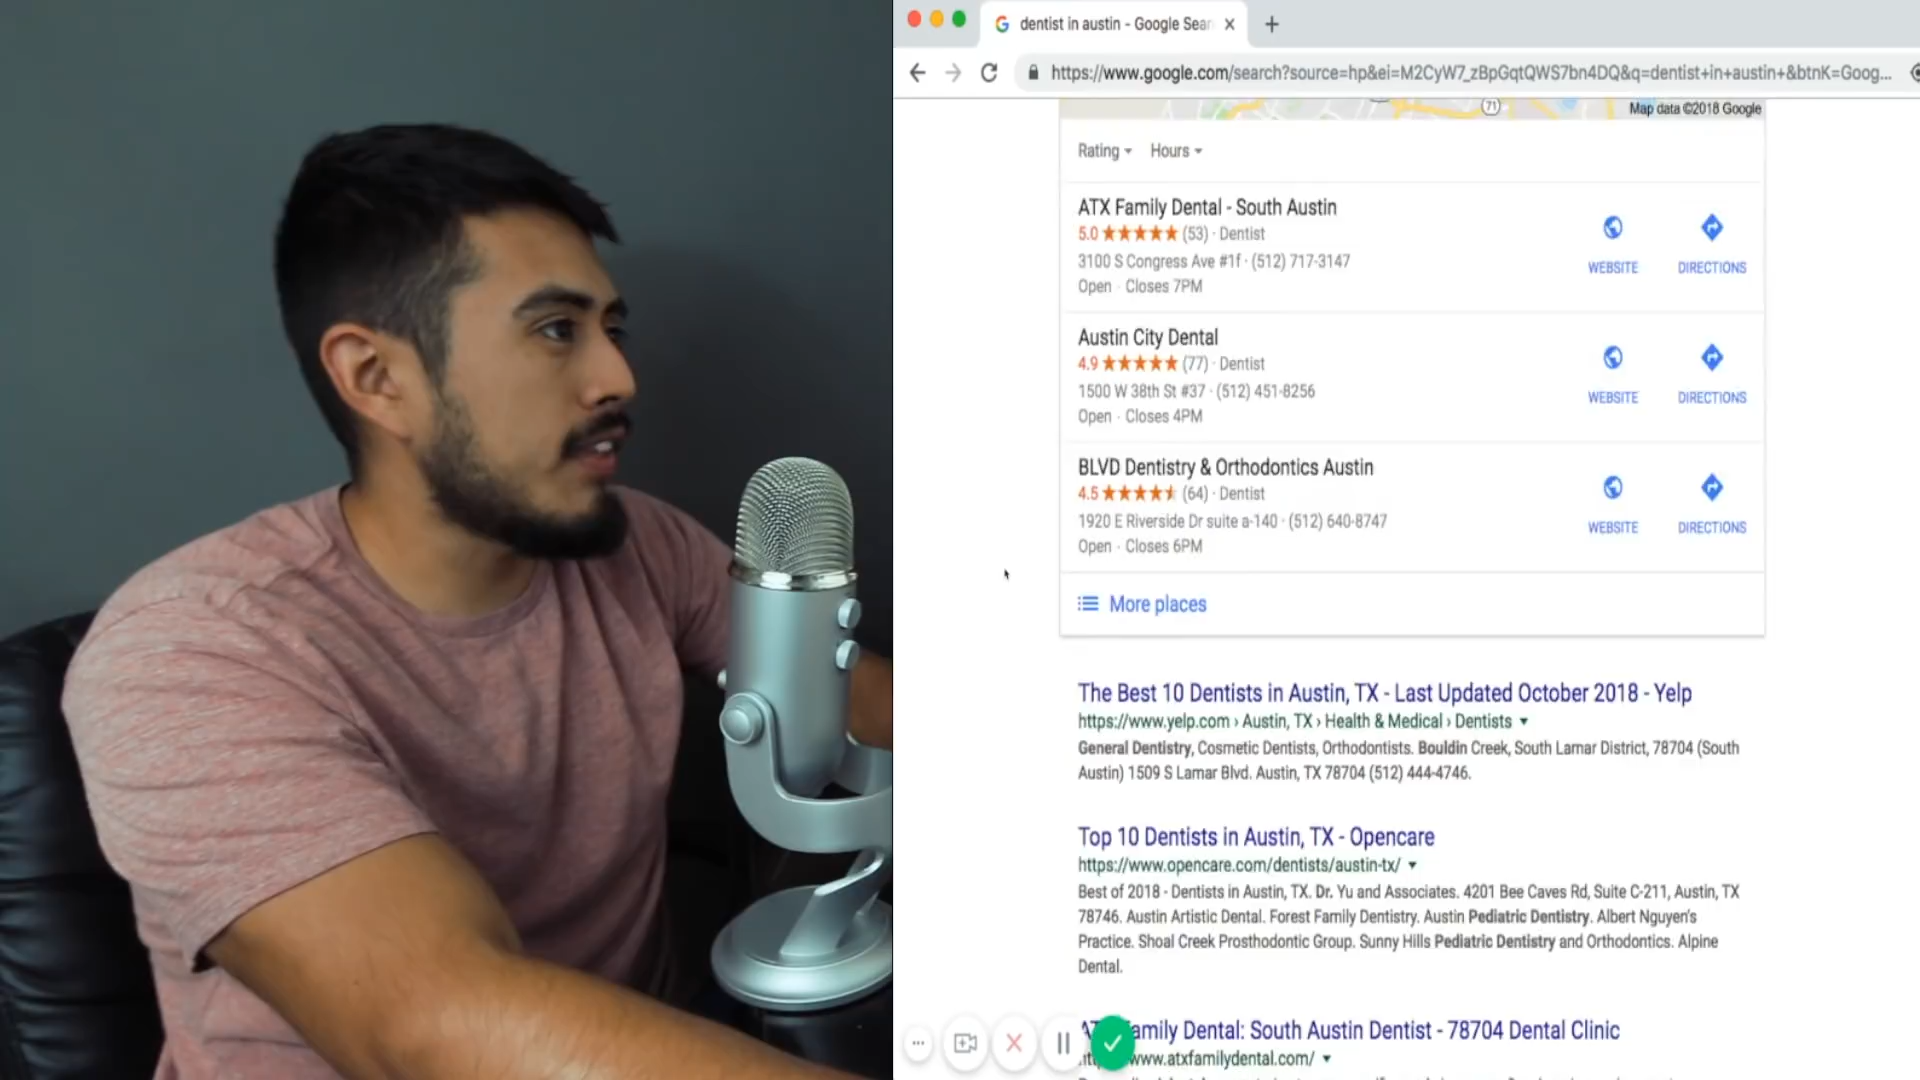 dentist in austin - Google Sear
https://www.google.com/search?source=hp&ei=M2CyW7_zBpGqtQWS7bn4DQ&q=dentist+in+austin+&btnK=Goog...
71
Map data ©2018 Google
Rating
Hours
ATX Family Dental - South Austin
5.0 (53) · Dentist
3100 S Congress Ave #1f · (512) 717-3147
Open · Closes 7PM
WEBSITE
DIRECTIONS
Austin City Dental
4.9 (77) · Dentist
1500 W 38th St #37 · (512) 451-8256
Open · Closes 4PM
WEBSITE
DIRECTIONS
BLVD Dentistry & Orthodontics Austin
4.5 (64) · Dentist
1920 E Riverside Dr suite a-140 · (512) 640-8747
Open · Closes 6PM
WEBSITE
DIRECTIONS
More places
The Best 10 Dentists in Austin, TX - Last Updated October 2018 - Yelp
https://www.yelp.com › Austin, TX › Health & Medical › Dentists
General Dentistry, Cosmetic Dentists, Orthodontists. Bouldin Creek, South Lamar District, 78704 (South
Austin) 1509 S Lamar Blvd. Austin, TX 78704 (512) 444-4746.
Top 10 Dentists in Austin, TX - Opencare
https://www.opencare.com/dentists/austin-tx/
Best of 2018 - Dentists in Austin, TX. Dr. Yu and Associates. 4201 Bee Caves Rd, Suite C-211, Austin, TX
78746. Austin Artistic Dental. Forest Family Dentistry. Austin Pediatric Dentistry. Albert Nguyen's
Practice. Shoal Creek Prosthodontic Group. Sunny Hills Pediatric Dentistry and Orthodontics. Alpine
Dental.
amily Dental: South Austin Dentist - 78704 Dental Clinic
www.atxfamilydental.com/